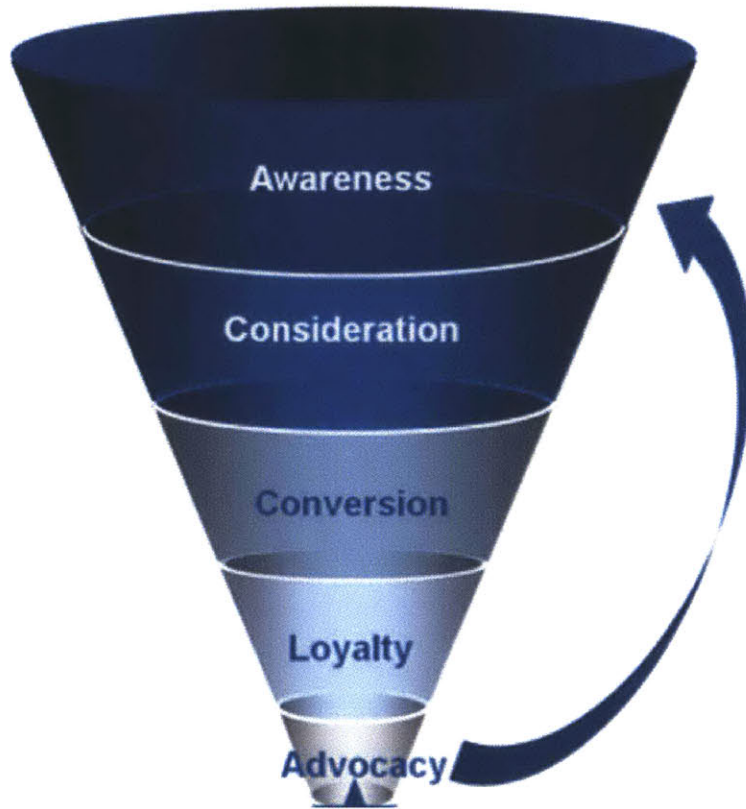 Awareness
Consideration
Conversion
Loyalty
Advocacy